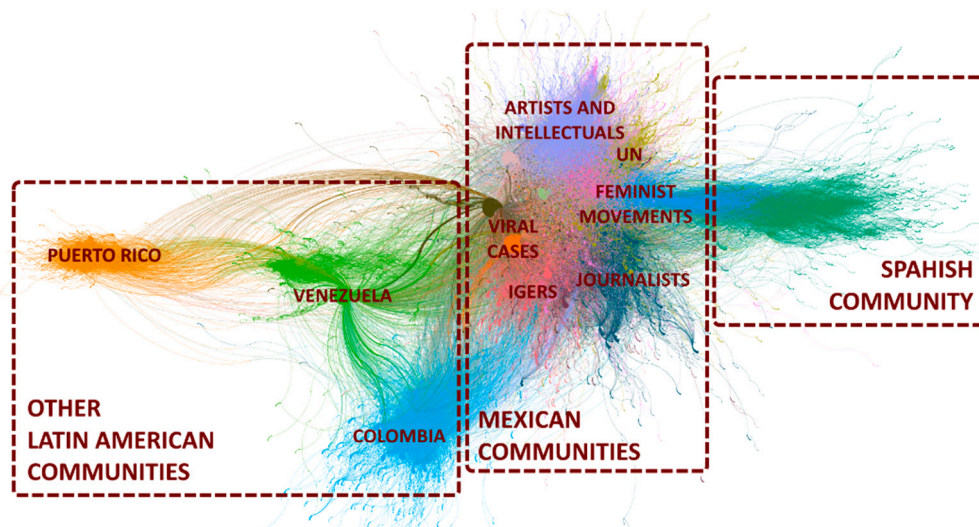 ARTISTS AND
INTELLECTUALS
UN
FEMINIST
MOVEMENTS
VIRAL
CASES
IGERS
JOURNALISTS
MEXICAN
COMMUNITIES
PUERTO RICO
VENEZUELA
COLOMBIA
OTHER
LATIN AMERICAN
COMMUNITIES
SPAHISH
COMMUNITY